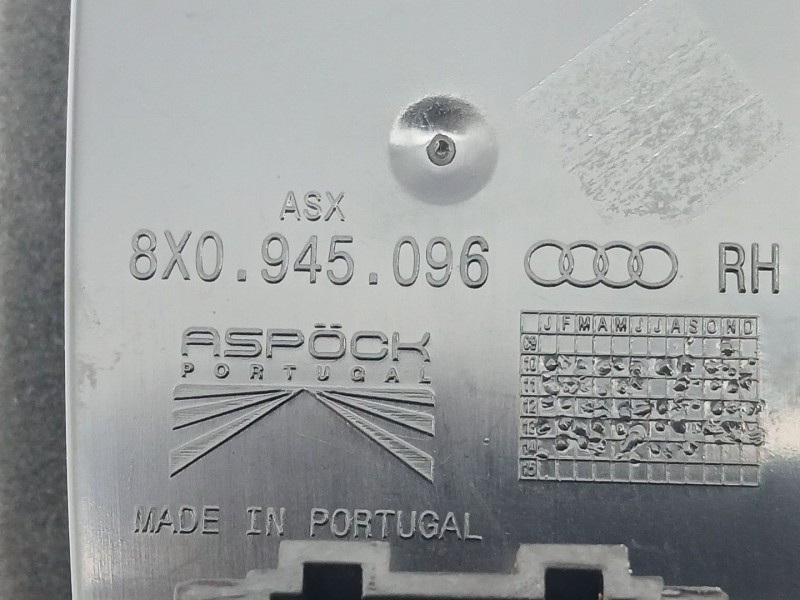 ASX
8X0.945.096 RH
ASPÖCK
PORTUGAL
J F M A M J J A S O N D
09
10
11
12
13
14
15
MADE IN PORTUGAL